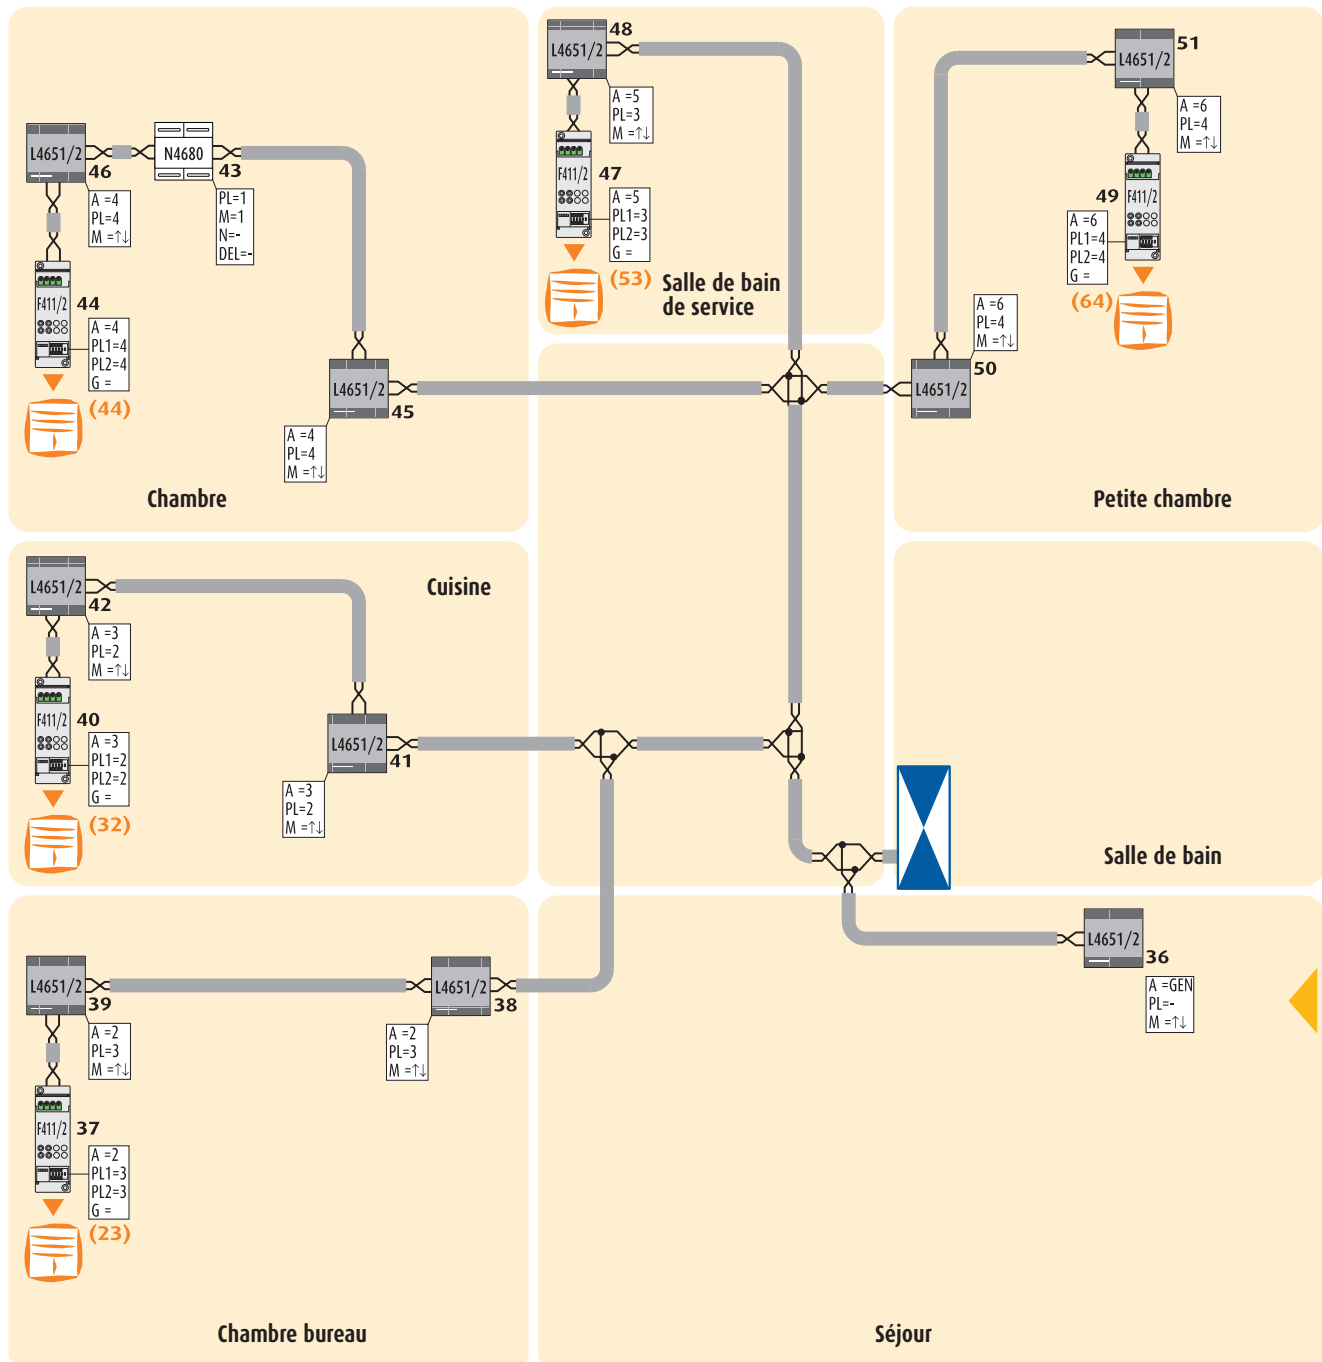 L4651/2
46
A =4
PL=4
M =↑↓
N4680
43
PL=1
M=1
N=-
DEL=-
F411/2
44
A =4
PL1=4
PL2=4
G =
(44)
L4651/2
45
A =4
PL=4
M =↑↓
Chambre
L4651/2
48
A =5
PL=3
M =↑↓
F411/2
47
A =5
PL1=3
PL2=3
G =
(53)
Salle de bain
de service
L4651/2
51
A =6
PL=4
M =↑↓
F411/2
49
A =6
PL1=4
PL2=4
G =
(64)
L4651/2
50
A =6
PL=4
M =↑↓
Petite chambre
L4651/2
42
A =3
PL=2
M =↑↓
Cuisine
F411/2
40
A =3
PL1=2
PL2=2
G =
(32)
L4651/2
41
A =3
PL=2
M =↑↓
Salle de bain
L4651/2
39
A =2
PL=3
M =↑↓
L4651/2
38
A =2
PL=3
M =↑↓
F411/2
37
A =2
PL1=3
PL2=3
G =
(23)
Chambre bureau
L4651/2
36
A =GEN
PL=-
M =↑↓
Séjour